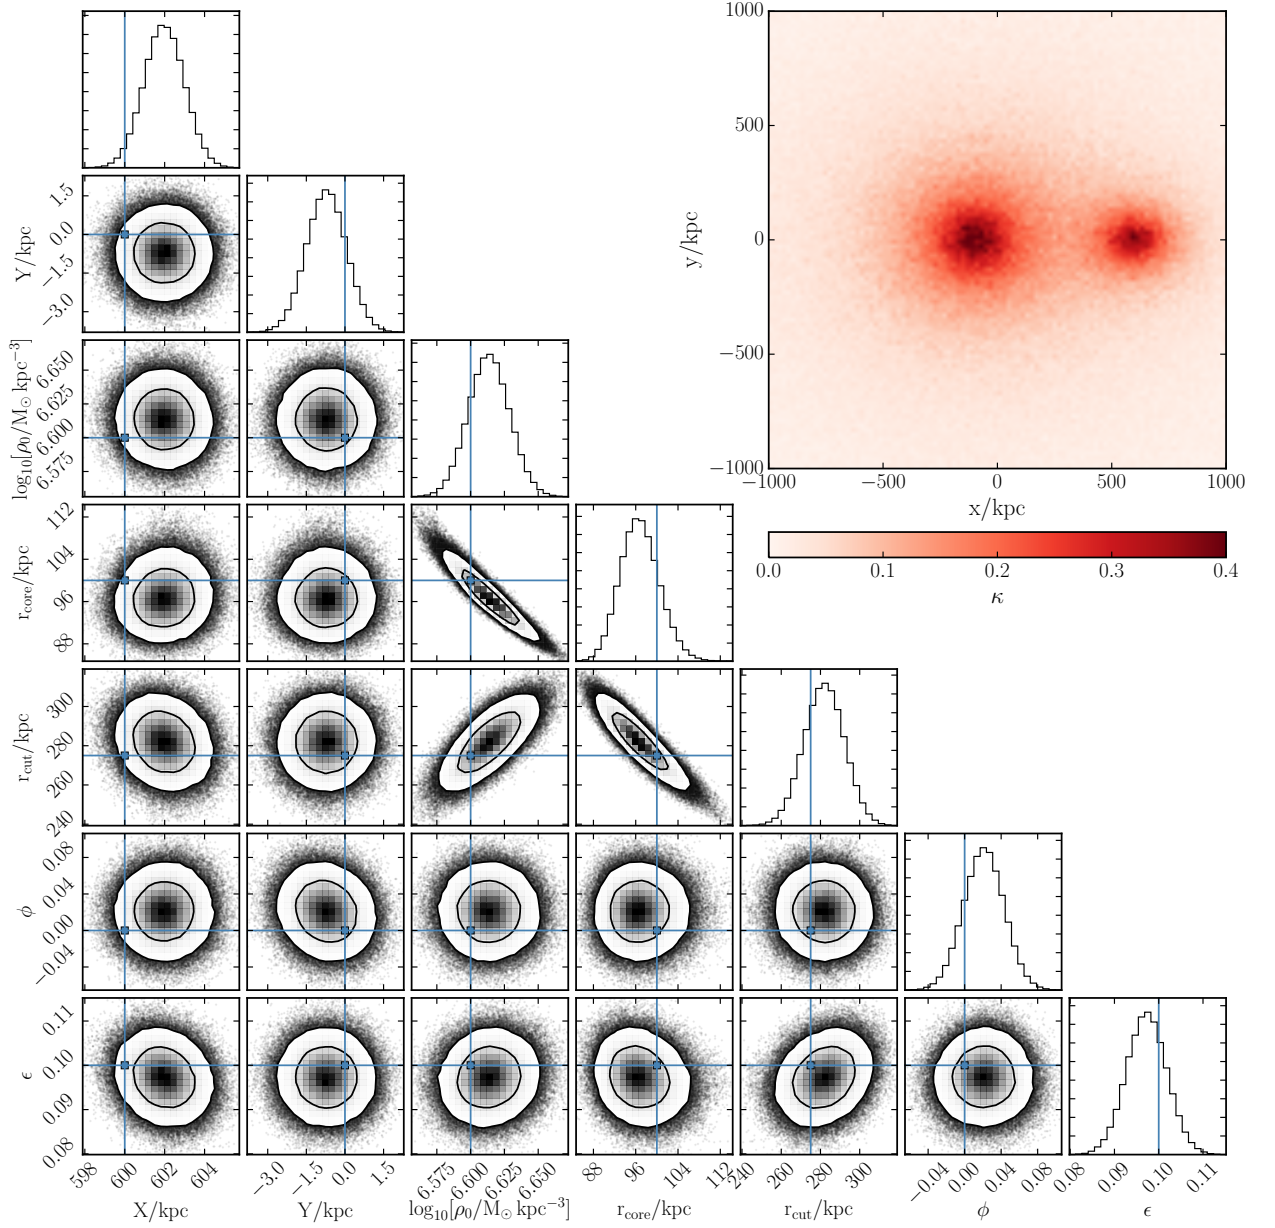 1000
500
0
−500
−1000
y/kpc
−1000 −500 0 500 1000
x/kpc
0.0 0.1 0.2 0.3 0.4
κ
1.5
0.0
−1.5
−3.0
Y/kpc
6.650
6.625
6.600
6.575
log₁₀[ρ₀/M⊙ kpc⁻³]
112
104
96
88
r_core/kpc
300
280
260
240
r_cut/kpc
0.08
0.04
0.00
−0.04
ϕ
0.11
0.10
0.09
0.08
ϵ
598 600 602 604
−3.0 −1.5 0.0 1.5
6.575 6.600 6.625 6.650
88 96 104 112
240 260 280 300
−0.04 0.00 0.04 0.08
0.08 0.09 0.10 0.11
X/kpc Y/kpc log₁₀[ρ₀/M⊙ kpc⁻³] r_core/kpc r_cut/kpc ϕ ϵ